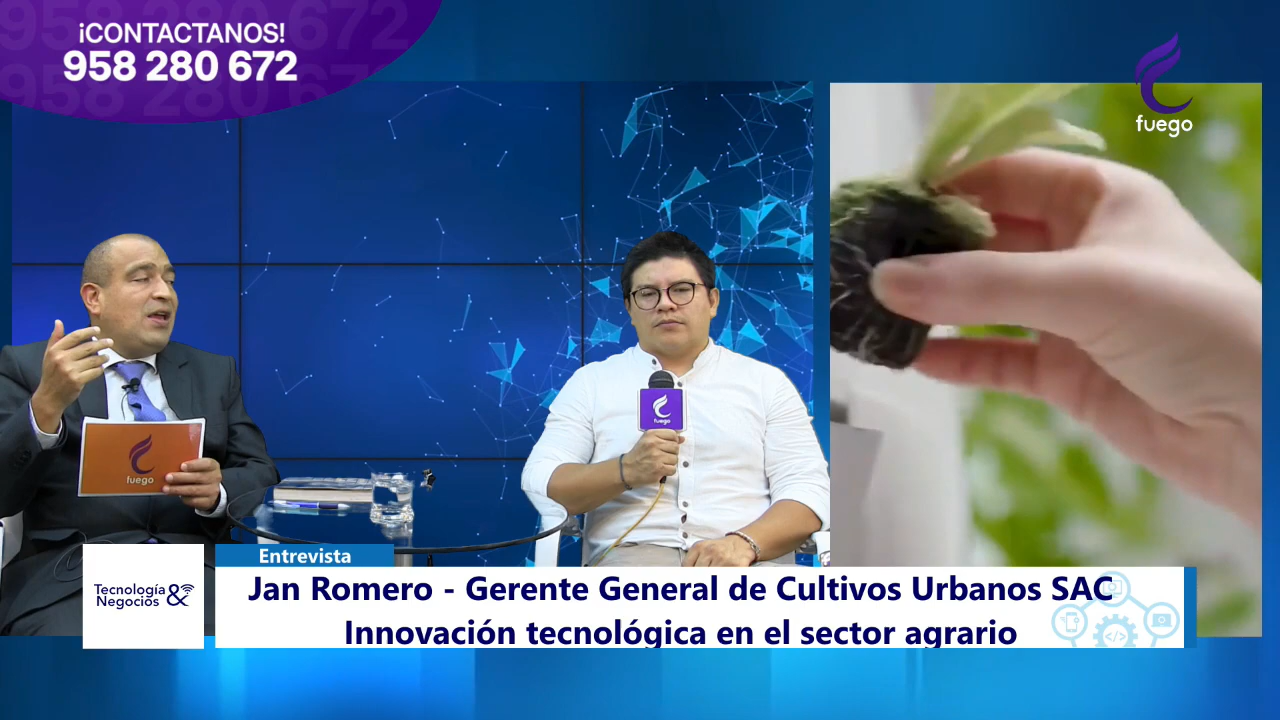 ¡CONTACTANOS!
958 280 672
fuego
fuego
fuego
Entrevista
Tecnología &
Negocios
Jan Romero - Gerente General de Cultivos Urbanos SAC
Innovación tecnológica en el sector agrario